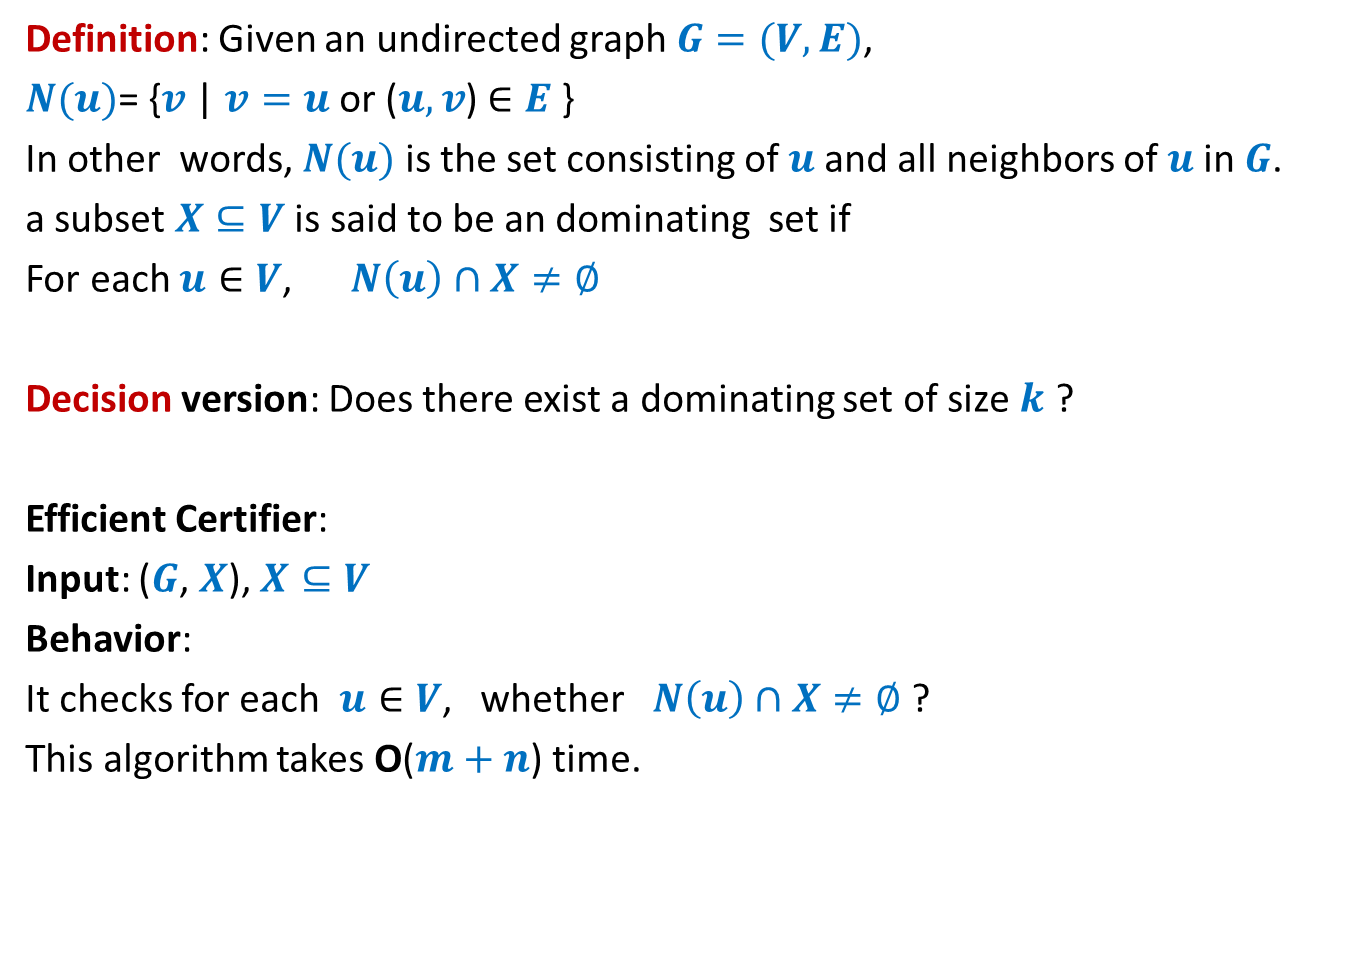 Definition: Given an undirected graph G = (V, E),
N(u)= {v | v = u or (u, v) ∈ E }
In other words, N(u) is the set consisting of u and all neighbors of u in G.
a subset X ⊆ V is said to be an dominating set if
For each u ∈ V, N(u) ∩ X ≠ ∅
Decision version: Does there exist a dominating set of size k ?
Efficient Certifier:
Input: (G, X), X ⊆ V
Behavior:
It checks for each u ∈ V, whether N(u) ∩ X ≠ ∅ ?
This algorithm takes O(m + n) time.